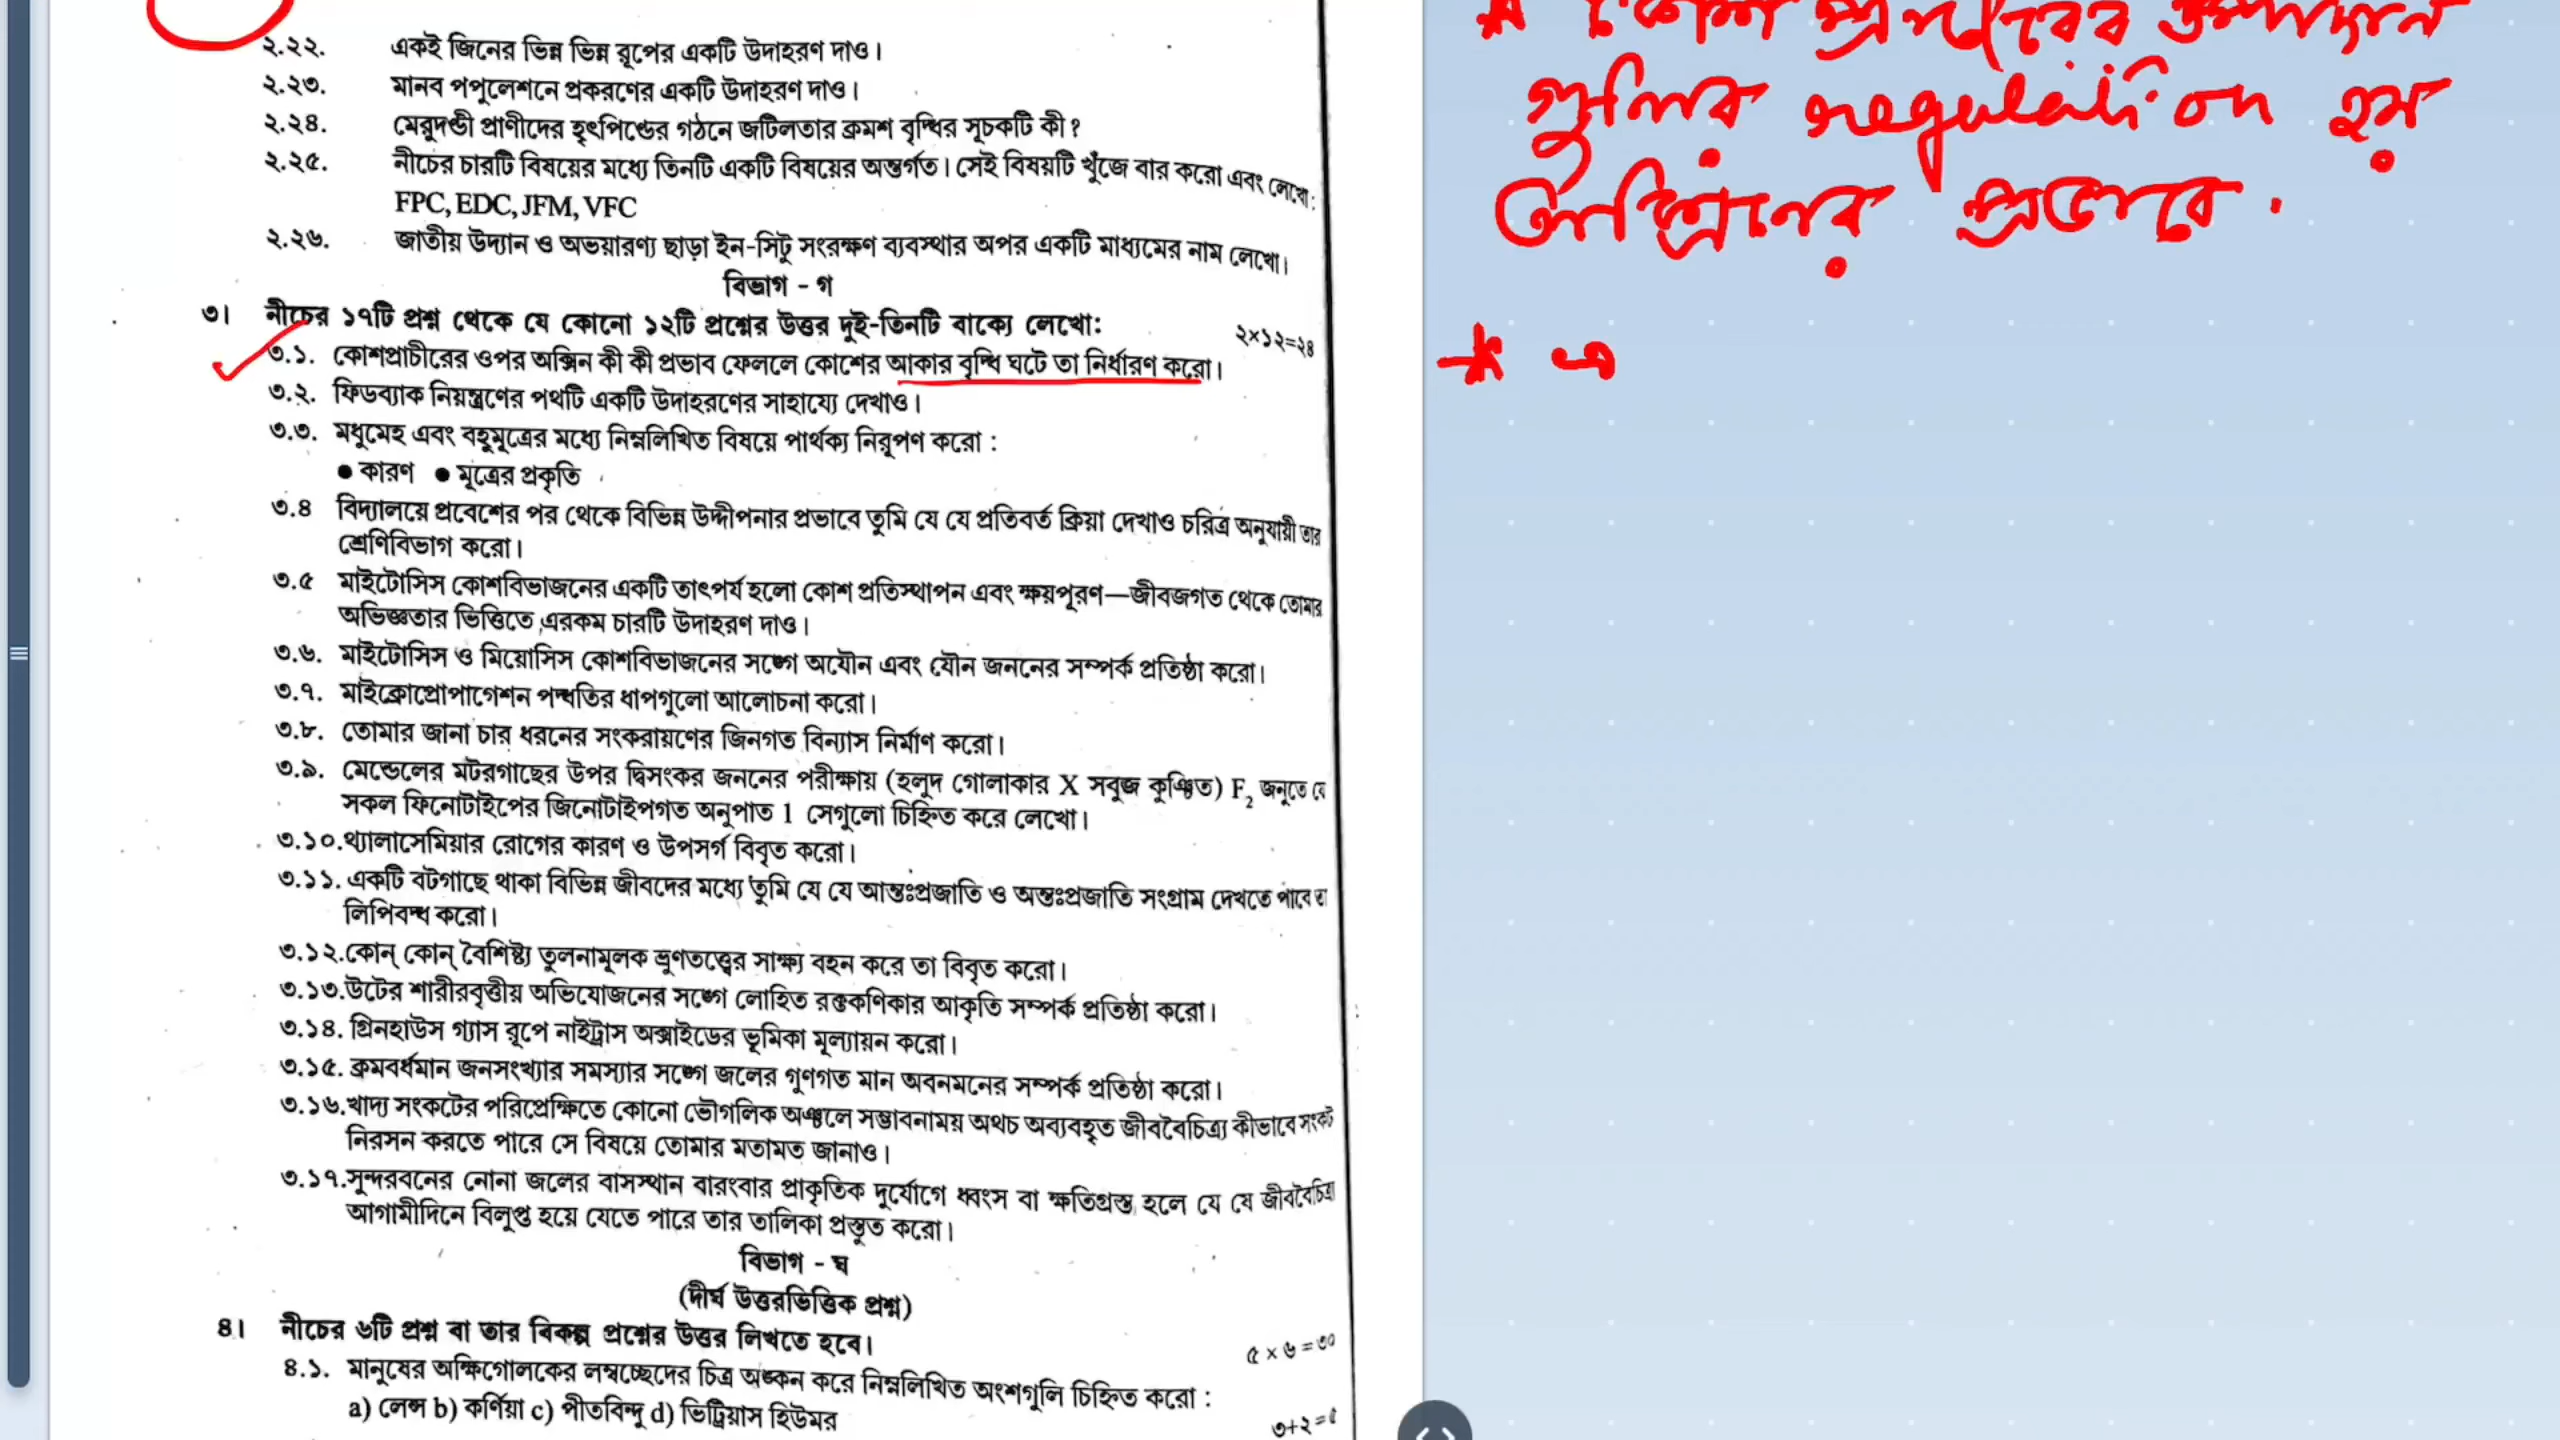 ২.২২. একই জিনের ভিন্ন ভিন্ন রূপের একটি উদাহরণ দাও।
২.২৩. মানব পপুলেশনে প্রকরণের একটি উদাহরণ দাও।
২.২৪. মেরুদণ্ডী প্রাণীদের হৃৎপিণ্ডের গঠনে জটিলতার ক্রমশ বৃদ্ধির সূচকটি কী?
২.২৫. নীচের চারটি বিষয়ের মধ্যে তিনটি একটি বিষয়ের অন্তর্গত। সেই বিষয়টি খুঁজে বার করো এবং লেখো:
FPC, EDC, JFM, VFC
২.২৬. জাতীয় উদ্যান ও অভয়ারণ্য ছাড়া ইন-সিটু সংরক্ষণ ব্যবস্থার অপর একটি মাধ্যমের নাম লেখো।
বিভাগ - গ
৩। নীচের ১৭টি প্রশ্ন থেকে যে কোনো ১২টি প্রশ্নের উত্তর দুই-তিনটি বাক্যে লেখো: ২×১২=২৪
৩.১. কোশপ্রাচীরের ওপর অক্সিন কী কী প্রভাব ফেললে কোশের আকার বৃদ্ধি ঘটে তা নির্ধারণ করো।
৩.২. ফিডব্যাক নিয়ন্ত্রণের পথটি একটি উদাহরণের সাহায্যে দেখাও।
৩.৩. মধুমেহ এবং বহুমূত্রের মধ্যে নিম্নলিখিত বিষয়ে পার্থক্য নিরূপণ করো :
● কারণ ● মূত্রের প্রকৃতি
৩.৪ বিদ্যালয়ে প্রবেশের পর থেকে বিভিন্ন উদ্দীপনার প্রভাবে তুমি যে যে প্রতিবর্ত ক্রিয়া দেখাও চরিত্র অনুযায়ী তার
শ্রেণিবিভাগ করো।
৩.৫ মাইটোসিস কোশবিভাজনের একটি তাৎপর্য হলো কোশ প্রতিস্থাপন এবং ক্ষয়পূরণ—জীবজগত থেকে তোমার
অভিজ্ঞতার ভিত্তিতে এরকম চারটি উদাহরণ দাও।
৩.৬. মাইটোসিস ও মিয়োসিস কোশবিভাজনের সঙ্গে অযৌন এবং যৌন জননের সম্পর্ক প্রতিষ্ঠা করো।
৩.৭. মাইক্রোপ্রোপাগেশন পদ্ধতির ধাপগুলো আলোচনা করো।
৩.৮. তোমার জানা চার ধরনের সংকরায়ণের জিনগত বিন্যাস নির্মাণ করো।
৩.৯. মেন্ডেলের মটরগাছের উপর দ্বিসংকর জননের পরীক্ষায় (হলুদ গোলাকার X সবুজ কুঞ্চিত) F₂ জনুতে যে
সকল ফিনোটাইপের জিনোটাইপগত অনুপাত 1 সেগুলো চিহ্নিত করে লেখো।
৩.১০.থ্যালাসেমিয়ার রোগের কারণ ও উপসর্গ বিবৃত করো।
৩.১১. একটি বটগাছে থাকা বিভিন্ন জীবদের মধ্যে তুমি যে যে আন্তঃপ্রজাতি ও অন্তঃপ্রজাতি সংগ্রাম দেখতে পাবে তা
লিপিবদ্ধ করো।
৩.১২.কোন্ কোন্ বৈশিষ্ট্য তুলনামূলক ভ্রুণতত্ত্বের সাক্ষ্য বহন করে তা বিবৃত করো।
৩.১৩.উটের শারীরবৃত্তীয় অভিযোজনের সঙ্গে লোহিত রক্তকণিকার আকৃতি সম্পর্ক প্রতিষ্ঠা করো।
৩.১৪. গ্রিনহাউস গ্যাস রূপে নাইট্রাস অক্সাইডের ভূমিকা মূল্যায়ন করো।
৩.১৫. ক্রমবর্ধমান জনসংখ্যার সমস্যার সঙ্গে জলের গুণগত মান অবনমনের সম্পর্ক প্রতিষ্ঠা করো।
৩.১৬.খাদ্য সংকটের পরিপ্রেক্ষিতে কোনো ভৌগলিক অঞ্চলে সম্ভাবনাময় অথচ অব্যবহৃত জীববৈচিত্র্য কীভাবে সংকট
নিরসন করতে পারে সে বিষয়ে তোমার মতামত জানাও।
৩.১৭.সুন্দরবনের নোনা জলের বাসস্থান বারংবার প্রাকৃতিক দুর্যোগে ধ্বংস বা ক্ষতিগ্রস্ত হলে যে যে জীববৈচিত্র্য
আগামীদিনে বিলুপ্ত হয়ে যেতে পারে তার তালিকা প্রস্তুত করো।
বিভাগ - ঘ
(দীর্ঘ উত্তরভিত্তিক প্রশ্ন)
৪। নীচের ৬টি প্রশ্ন বা তার বিকল্প প্রশ্নের উত্তর লিখতে হবে। ৫ × ৬ = ৩০
৪.১. মানুষের অক্ষিগোলকের লম্বচ্ছেদের চিত্র অঙ্কন করে নিম্নলিখিত অংশগুলি চিহ্নিত করো :
a) লেন্স b) কর্ণিয়া c) পীতবিন্দু d) ভিট্রিয়াস হিউমর ৩+২=৫
* কোশ প্রাচীরের উপাদান
গুলির regulation হয়
অক্সিনের প্রভাবে.
* এ